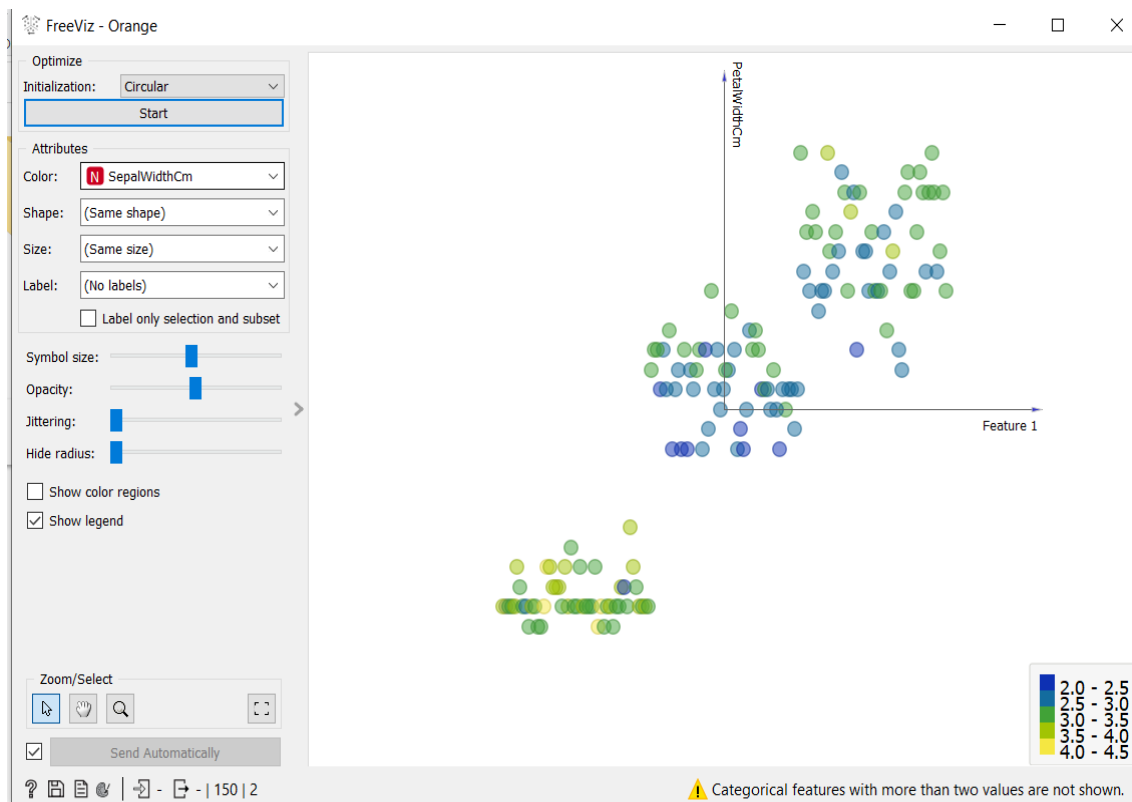 FreeViz - Orange
Optimize
Initialization: Circular
Start
Attributes
Color: N SepalWidthCm
Shape: (Same shape)
Size: (Same size)
Label: (No labels)
Label only selection and subset
Symbol size:
Opacity:
Jittering:
Hide radius:
Show color regions
Show legend
Zoom/Select
Send Automatically
? - - | 150 | 2
PetalWidthCm
Feature 1
2.0 - 2.5
2.5 - 3.0
3.0 - 3.5
3.5 - 4.0
4.0 - 4.5
Categorical features with more than two values are not shown.